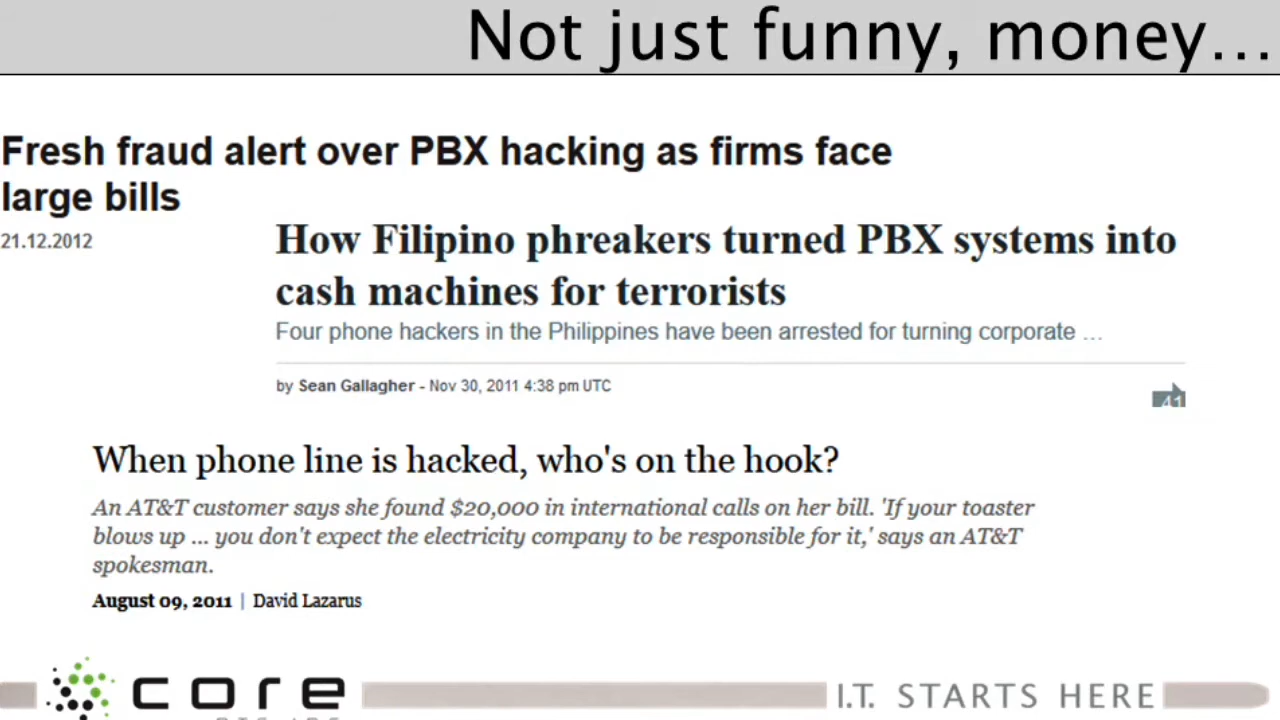 Not just funny, money...
Fresh fraud alert over PBX hacking as firms face
large bills
21.12.2012
How Filipino phreakers turned PBX systems into
cash machines for terrorists
Four phone hackers in the Philippines have been arrested for turning corporate ...
by Sean Gallagher - Nov 30, 2011 4:38 pm UTC
41
When phone line is hacked, who's on the hook?
An AT&T customer says she found $20,000 in international calls on her bill. 'If your toaster
blows up ... you don't expect the electricity company to be responsible for it,' says an AT&T
spokesman.
August 09, 2011 | David Lazarus
core
I.T. STARTS HERE